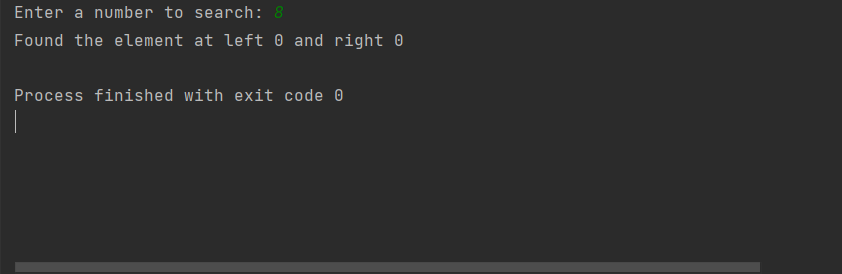 Enter a number to search: 8
Found the element at left 0 and right 0
Process finished with exit code 0